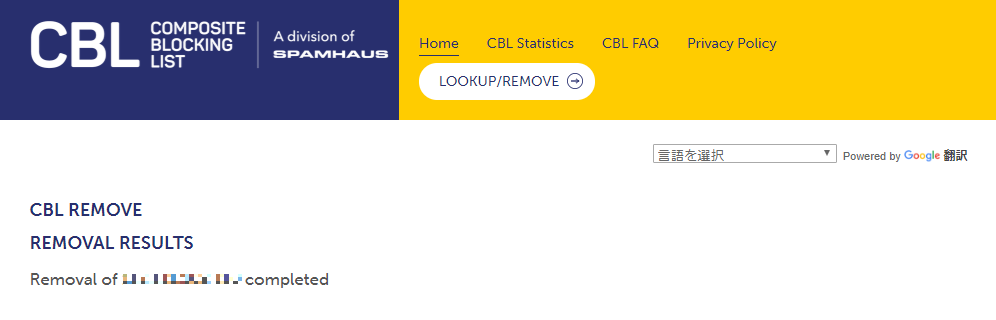 CBL COMPOSITE BLOCKING LIST
A division of SPAMHAUS
Home CBL Statistics CBL FAQ Privacy Policy
LOOKUP/REMOVE
言語を選択 ▼ Powered by Google 翻訳
CBL REMOVE
REMOVAL RESULTS
Removal of completed